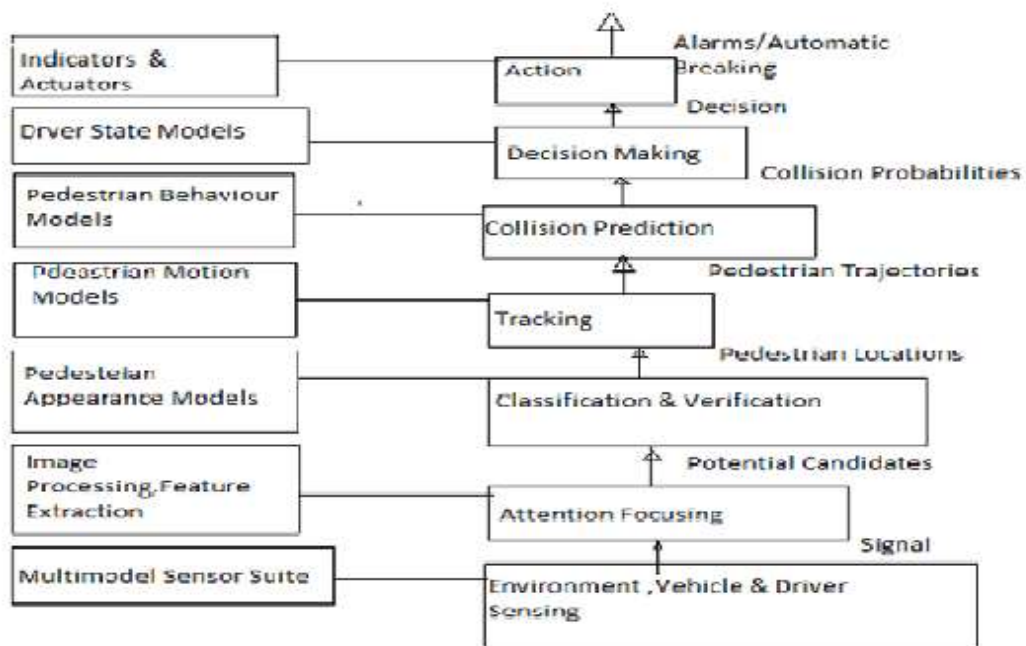 Alarms/Automatic
Breaking
Indicators &
Actuators
Action
Decision
Drver State Models
Decision Making
Collision Probabilities
Pedestrian Behaviour
Models
Collision Prediction
Pedestrian Trajectories
Pdeastrian Motion
Models
Tracking
Pedestrian Locations
Pedesteian
Appearance Models
Classification & Verification
Potential Candidates
Image
Processing,Feature
Extraction
Attention Focusing
Signal
Multimodel Sensor Suite
Environment ,Vehicle & Driver
Sensing